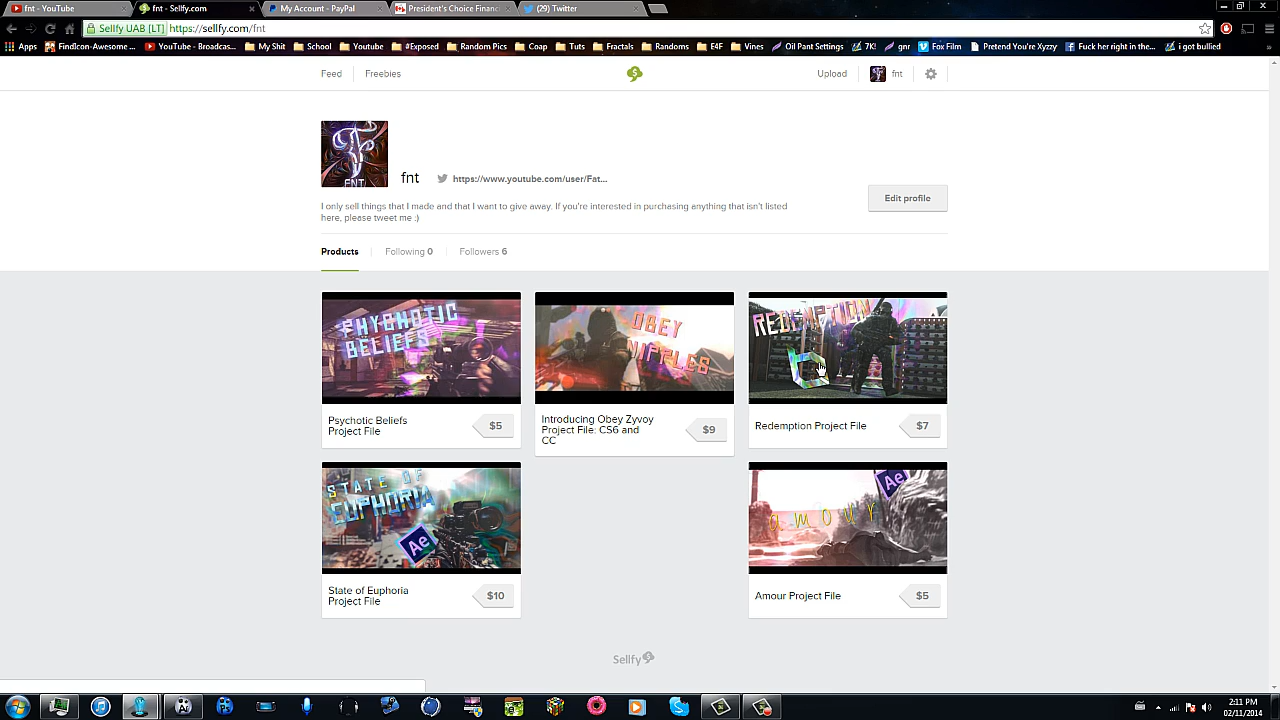 fnt - YouTube
fnt - Sellfy.com
My Account - PayPal
President's Choice Financ
(29) Twitter
Sellfy UAB [LT]
https://sellfy.com/fnt
Apps
FindIcon-Awesome ...
YouTube - Broadcas...
My Shit
School
Youtube
#Exposed
Random Pics
Coap
Tuts
Fractals
Randoms
E4F
Vines
Oil Pant Settings
7K!
gnr
Fox Film
Pretend You're Xyzzy
Fuck her right in the...
i got bullied
Feed
Freebies
Upload
fnt
FNT
fnt
https://www.youtube.com/user/Fat...
I only sell things that I made and that I want to give away. If you're interested in purchasing anything that isn't listed
here, please tweet me :)
Edit profile
Products
Following 0
Followers 6
PHYCHOTIC
BELIEFS
OBEY
NIPPLES
REDEMPTION
Psychotic Beliefs
Project File
$5
Introducing Obey Zyvoy
Project File: CS6 and
CC
$9
Redemption Project File
$7
STATE OF
EUPHORIA
Ae
Ae
amour
State of Euphoria
Project File
$10
Amour Project File
$5
Sellfy
2:11 PM
02/11/2014